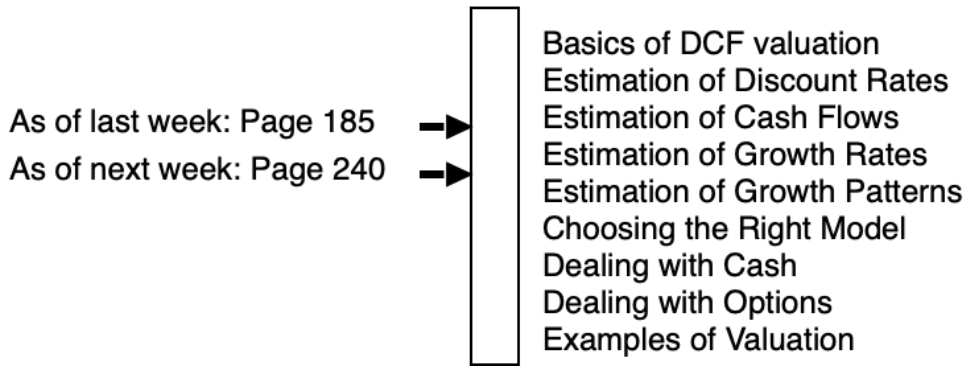 As of last week: Page 185
As of next week: Page 240
Basics of DCF valuation
Estimation of Discount Rates
Estimation of Cash Flows
Estimation of Growth Rates
Estimation of Growth Patterns
Choosing the Right Model
Dealing with Cash
Dealing with Options
Examples of Valuation